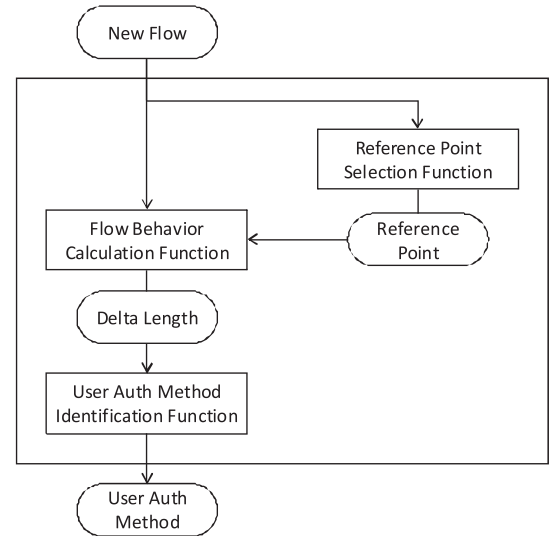 New Flow
Reference Point
Selection Function
Flow Behavior
Calculation Function
Reference
Point
Delta Length
User Auth Method
Identification Function
User Auth
Method